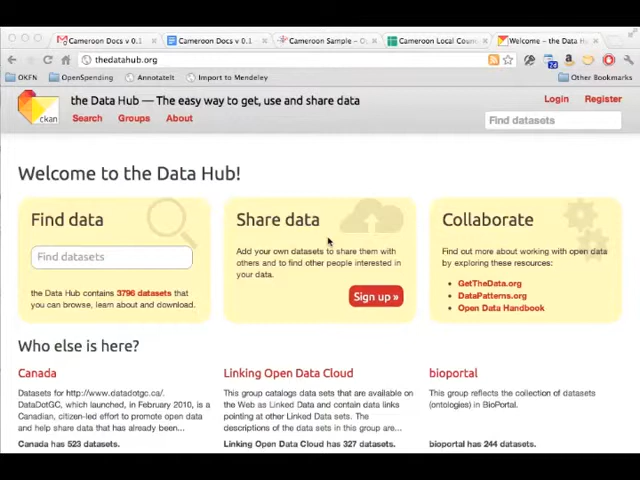 Cameroon Docs v 0.1
Cameroon Docs v 0.1
Cameroon Sample – O
Cameroon Local Coun
Welcome – the Data H
thedatahub.org
OKFN
OpenSpending
AnnotateIt
Import to Mendeley
Other Bookmarks
ckan
the Data Hub — The easy way to get, use and share data
Login Register
Search Groups About
Find datasets
Welcome to the Data Hub!
Find data
Find datasets
the Data Hub contains 3796 datasets that
you can browse, learn about and download.
Share data
Add your own datasets to share them with
others and to find other people interested in
your data.
Sign up »
Collaborate
Find out more about working with open data
by exploring these resources:
GetTheData.org
DataPatterns.org
Open Data Handbook
Who else is here?
Canada
Datasets for http://www.datadotgc.ca/.
DataDotGC, which launched, in February 2010, is a
Canadian, citizen-led effort to promote open data
and help share data that has already been...
Canada has 523 datasets.
Linking Open Data Cloud
This group catalogs data sets that are available on
the Web as Linked Data and contain data links
pointing at other Linked Data sets. The
descriptions of the data sets in this group are...
Linking Open Data Cloud has 327 datasets.
bioportal
This group reflects the collection of datasets
(ontologies) in BioPortal.
bioportal has 244 datasets.